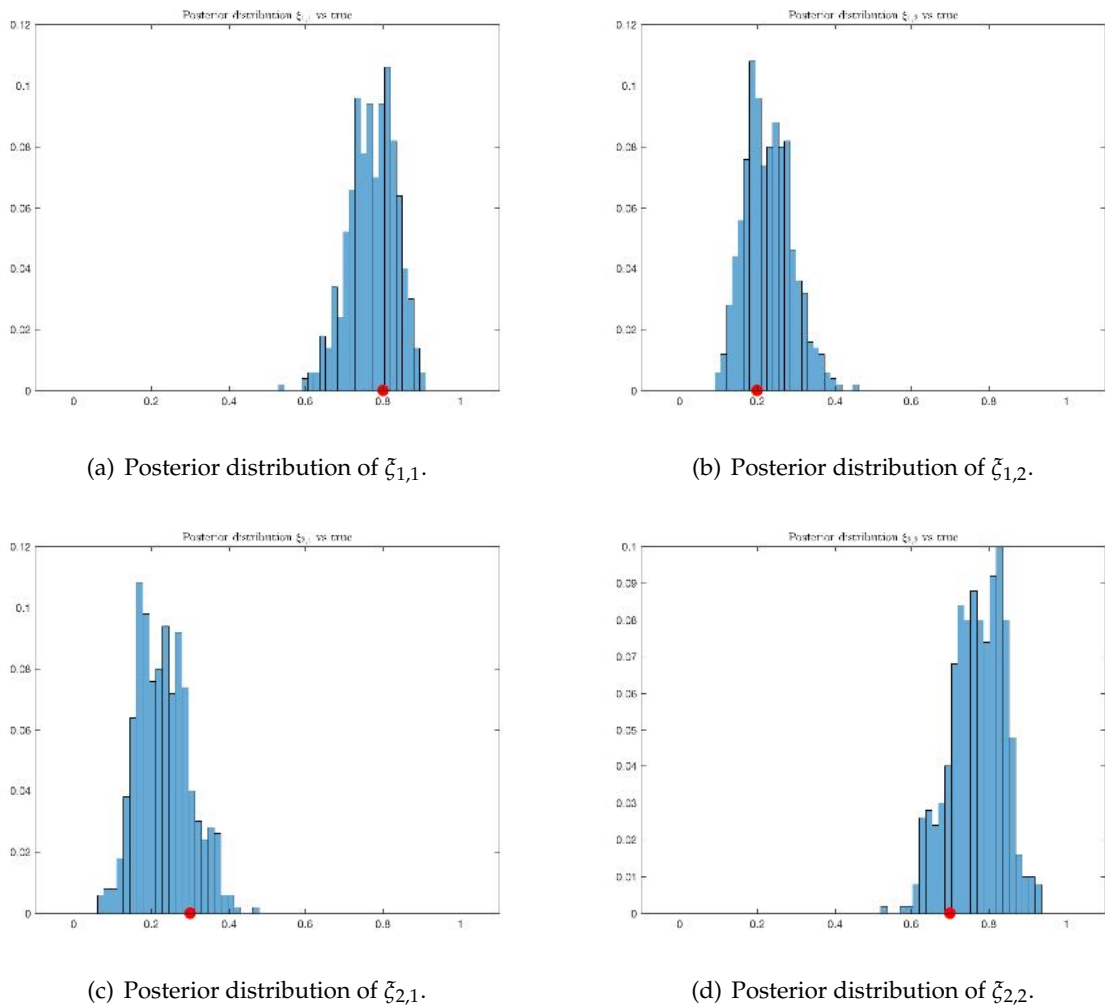 Posterior distribution ξ1,1 vs true
0.12
0.1
0.08
0.06
0.04
0.02
0
0 0.2 0.4 0.6 0.8 1
(a) Posterior distribution of ξ1,1.
Posterior distribution ξ1,2 vs true
0.12
0.1
0.08
0.06
0.04
0.02
0
0 0.2 0.4 0.6 0.8 1
(b) Posterior distribution of ξ1,2.
Posterior distribution ξ2,1 vs true
0.12
0.1
0.08
0.06
0.04
0.02
0
0 0.2 0.4 0.6 0.8 1
(c) Posterior distribution of ξ2,1.
Posterior distribution ξ2,2 vs true
0.1
0.09
0.08
0.07
0.06
0.05
0.04
0.03
0.02
0.01
0
0 0.2 0.4 0.6 0.8 1
(d) Posterior distribution of ξ2,2.